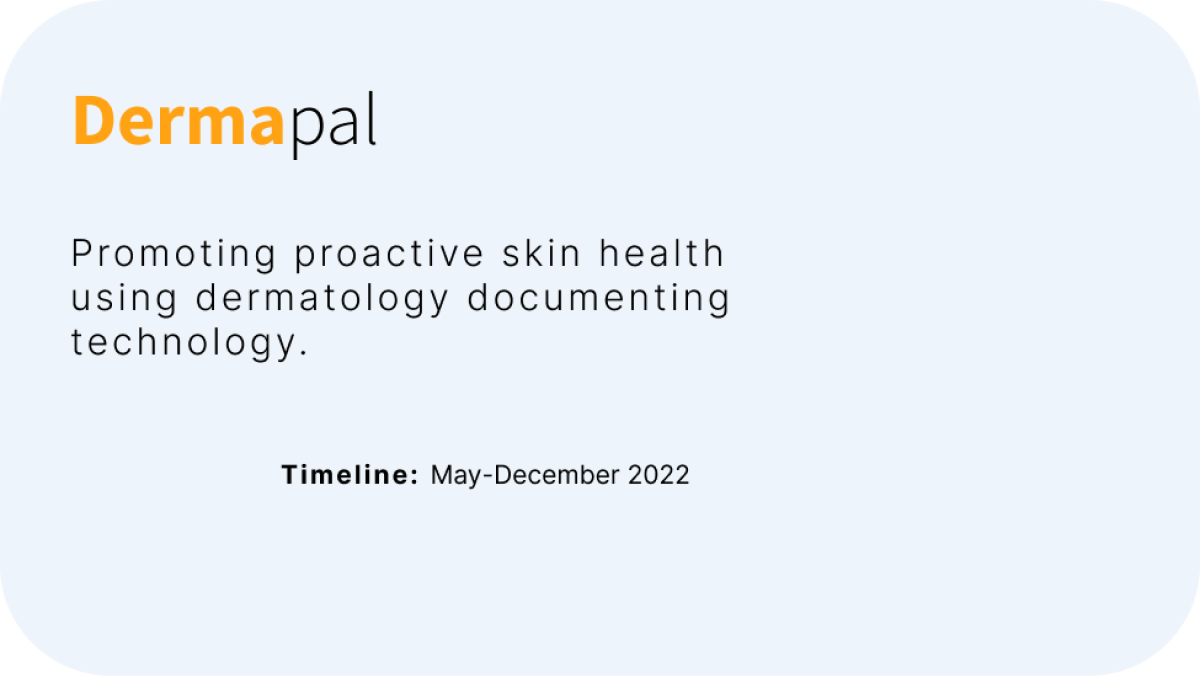 Dermapal
Promoting proactive skin health
using dermatology documenting
technology.
Timeline: May-December 2022